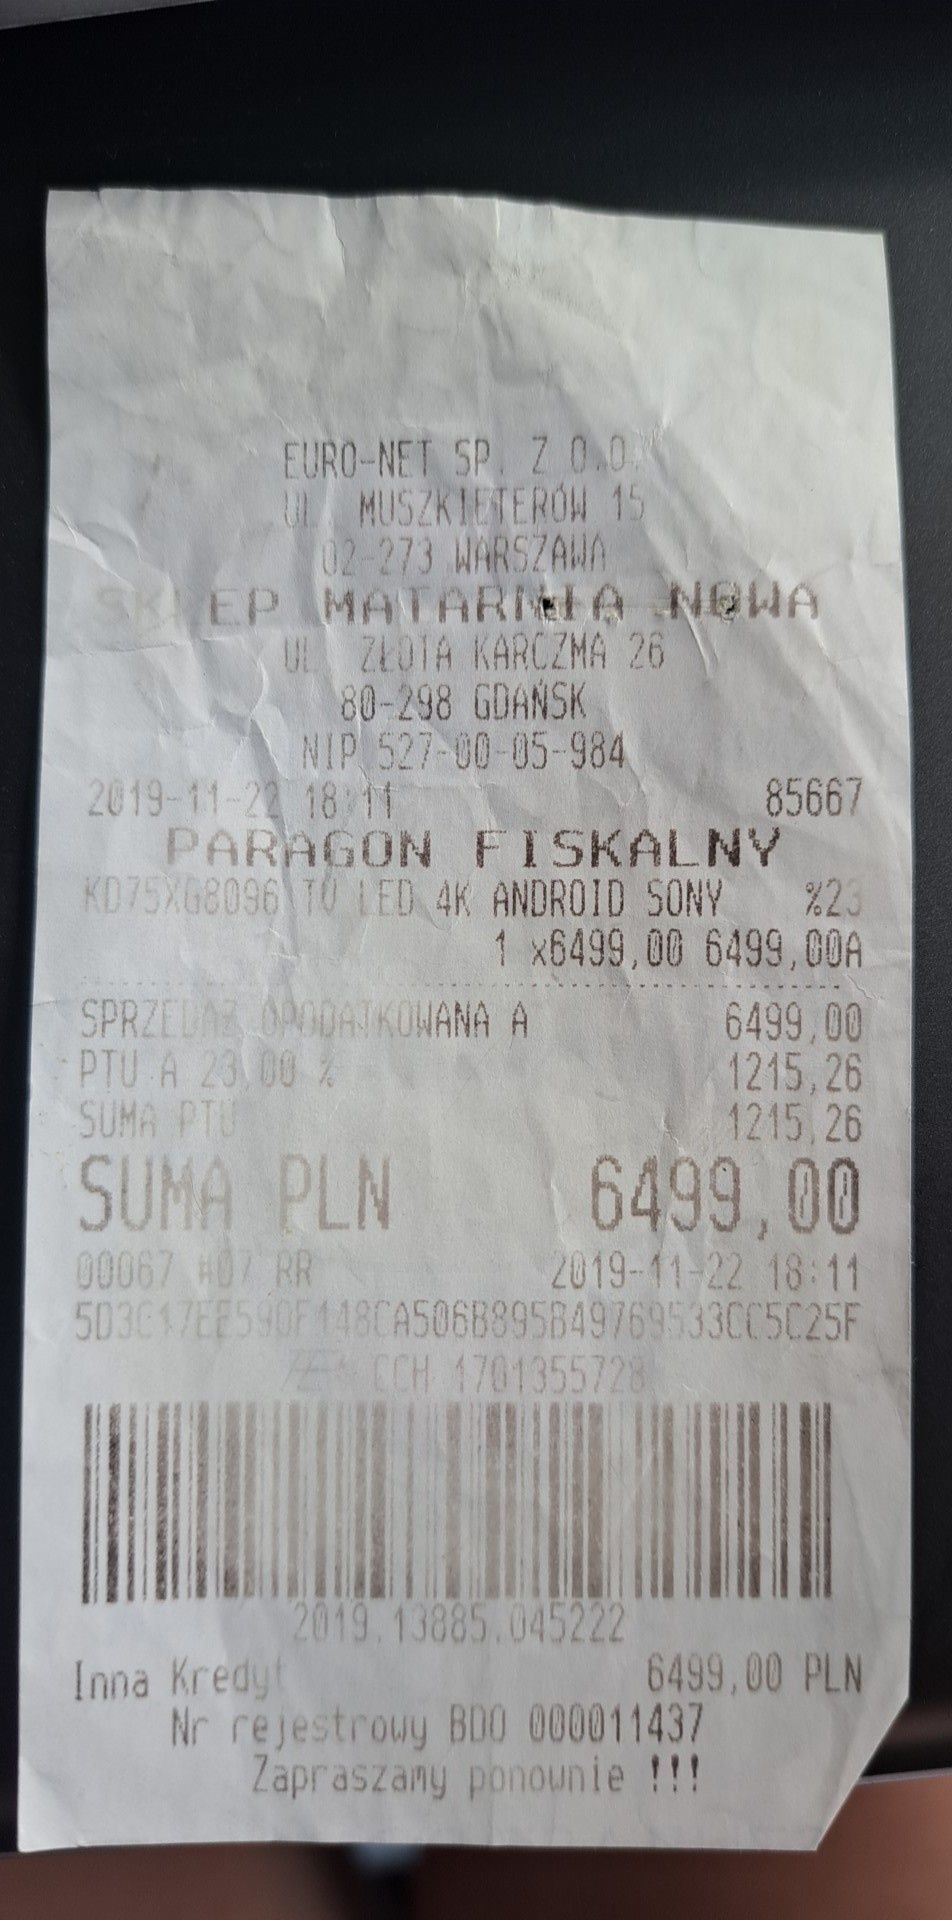 EURO-NET SP. Z O.O.
UL. MUSZKIETERÓW 15
02-273 WARSZAWA
SKLEP MATARNIA NOWA
UL. ZŁOTA KARCZMA 26
80-298 GDAŃSK
NIP 527-00-05-984
2019-11-22 18:11 85667
PARAGON FISKALNY
KD75XG8096 TV LED 4K ANDROID SONY %23
1 x6499,00 6499,00A
SPRZEDAŻ OPODATKOWANA A 6499,00
PTU A 23,00 % 1215,26
SUMA PTU 1215,26
SUMA PLN 6499,00
00067 #07 RR 2019-11-22 18:11
CCH 1701355728
2019.13885.045222
Inna Kredyt 6499,00 PLN
Nr rejestrowy BDO 000011437
Zapraszamy ponownie !!!